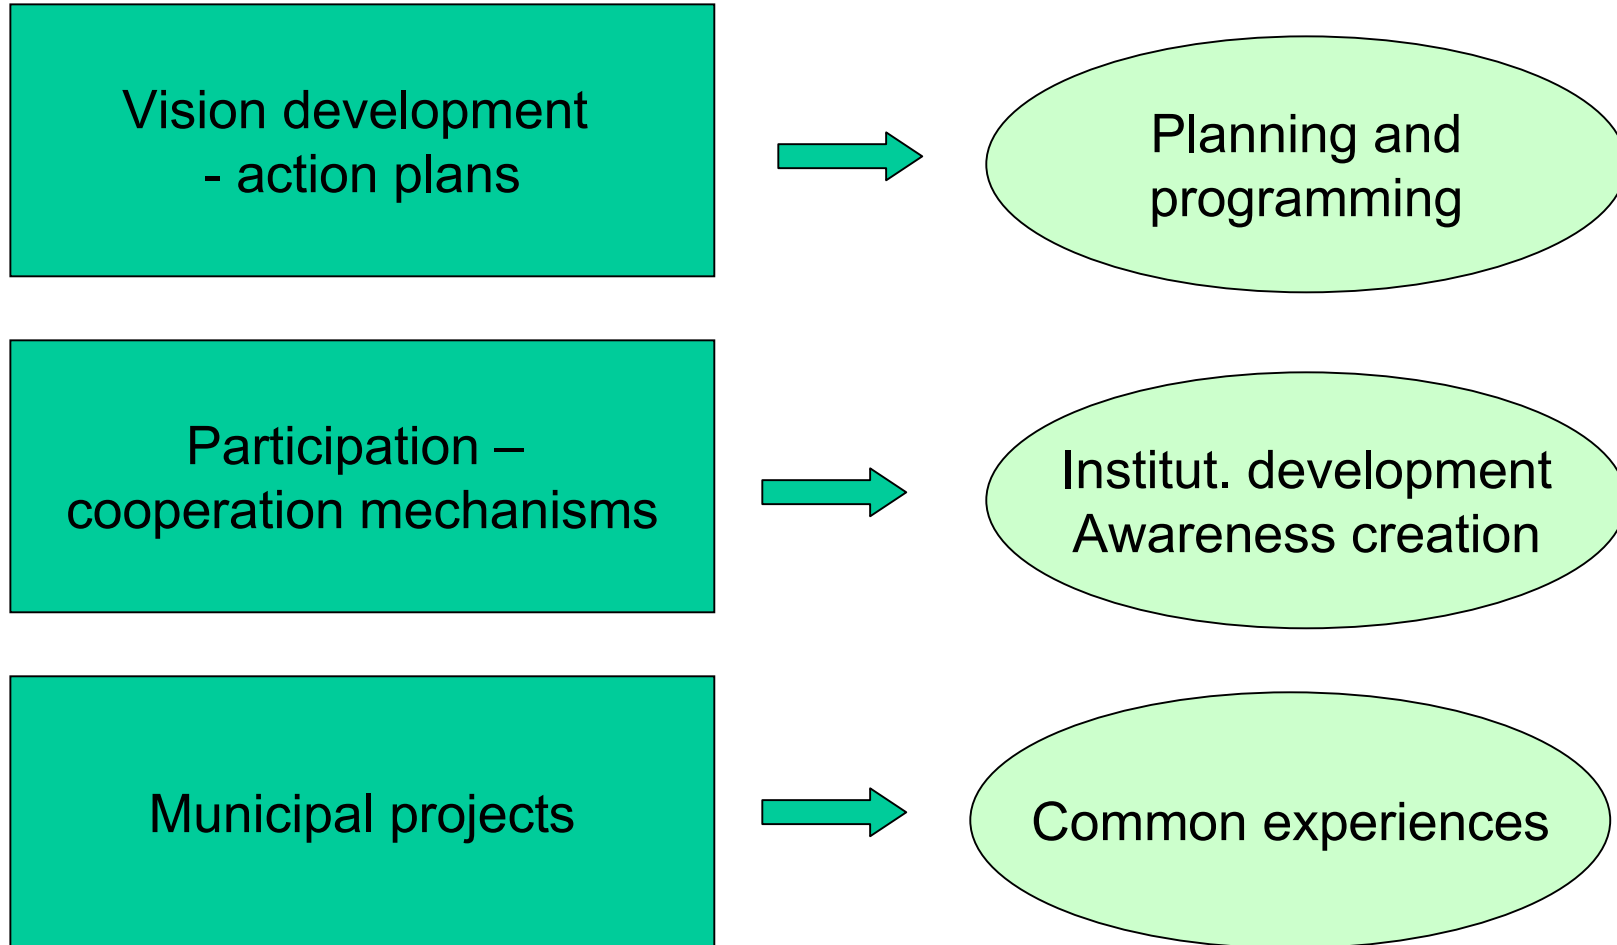 Vision development
- action plans
Planning and
programming
Participation –
cooperation mechanisms
Institut. development
Awareness creation
Municipal projects
Common experiences